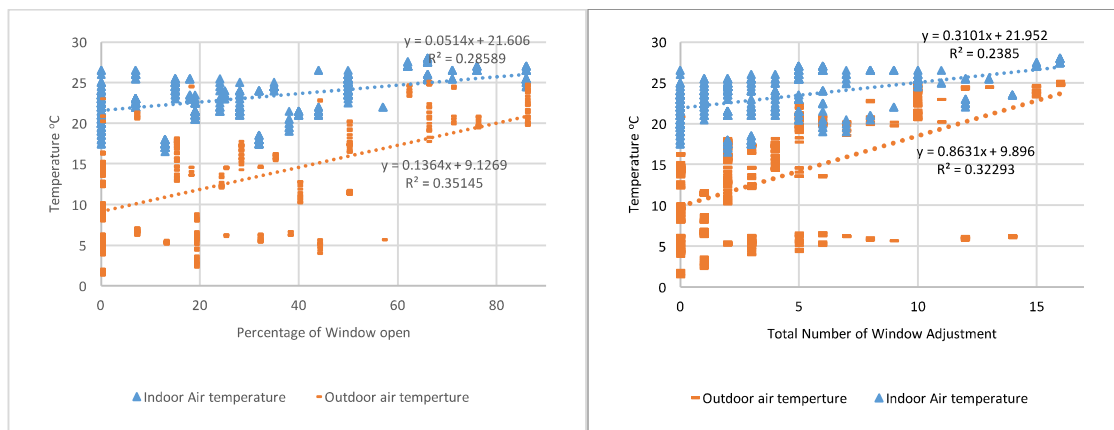 y = 0.0514x + 21.606
R² = 0.28589
y = 0.1364x + 9.1269
R² = 0.35145
Temperature ᵒC
30
25
20
15
10
5
0
0
20
40
60
80
Percentage of Window open
Indoor Air temperature
Outdoor air temperture
y = 0.3101x + 21.952
R² = 0.2385
y = 0.8631x + 9.896
R² = 0.32293
Temperature ᵒC
30
25
20
15
10
5
0
0
5
10
15
Total Number of Window Adjustment
Outdoor air temperture
Indoor Air temperature